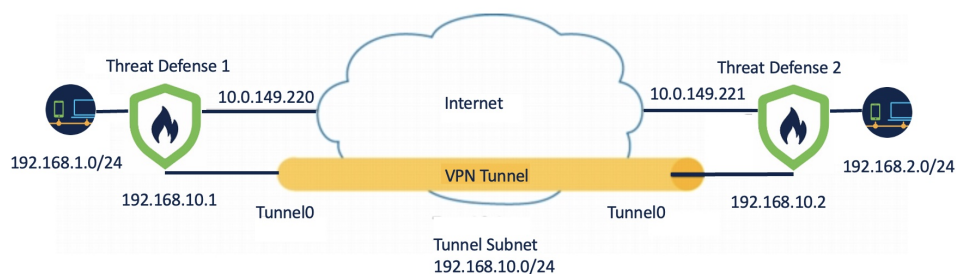 Threat Defense 1
Threat Defense 2
10.0.149.220
Internet
10.0.149.221
192.168.1.0/24
192.168.2.0/24
VPN Tunnel
192.168.10.1
192.168.10.2
Tunnel0
Tunnel0
Tunnel Subnet
192.168.10.0/24